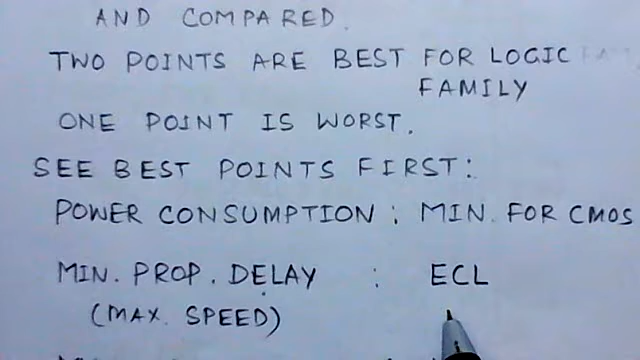 AND COMPARED.
TWO POINTS ARE BEST FOR LOGIC
FAMILY
ONE POINT IS WORST.
SEE BEST POINTS FIRST:
POWER CONSUMPTION : MIN. FOR CMOS
MIN. PROP. DELAY : ECL
(MAX. SPEED)